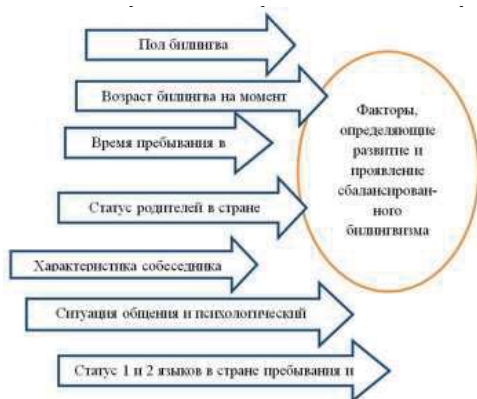 Пол билингва
Возраст билингва на момент
Время пребывания в
Статус родителей в стране
Характеристика собеседника
Ситуация общения и психологический
Статус 1 и 2 языков в стране пребывания и
Факторы,
определяющие
развитие и
проявление
сбалансирован-
ного
билингвизма